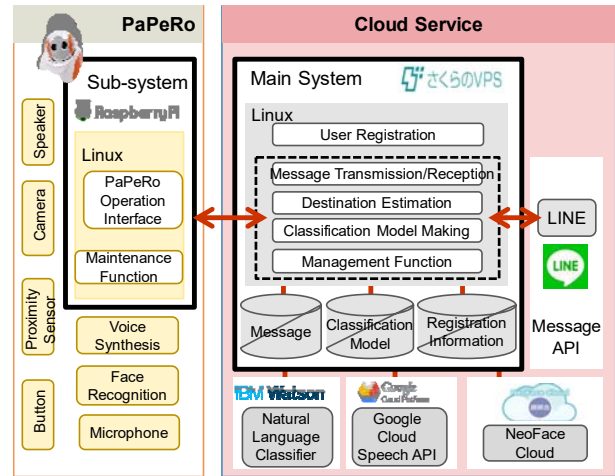 PaPeRo
Cloud Service
Sub-system
RaspberryPi
Linux
PaPeRo
Operation
Interface
Maintenance
Function
Speaker
Camera
Proximity
Sensor
Button
Voice
Synthesis
Face
Recognition
Microphone
Main System
さくらのVPS
Linux
User Registration
Message Transmission/Reception
Destination Estimation
Classification Model Making
Management Function
Message
Classification
Model
Registration
Information
LINE
LINE
Message
API
IBM Watson
Natural
Language
Classifier
Google
Cloud Platform
Google
Cloud
Speech API
NeoFace
Cloud